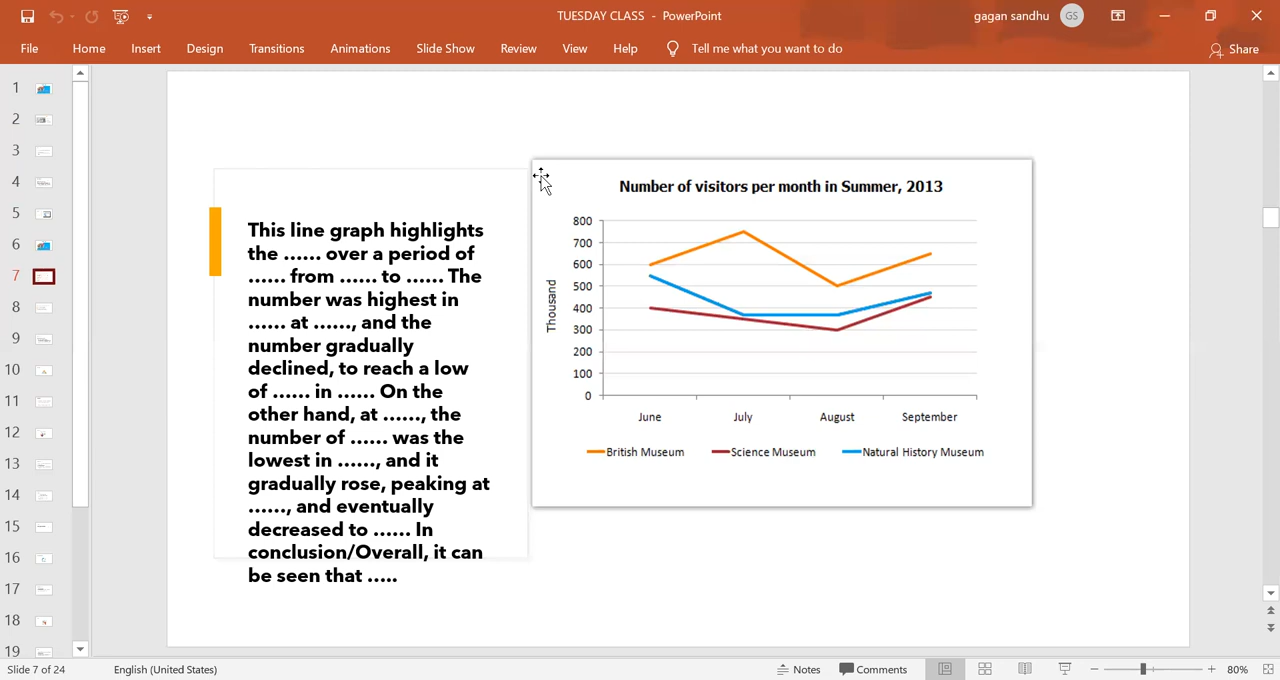 TUESDAY CLASS - PowerPoint
gagan sandhu
GS
File
Home
Insert
Design
Transitions
Animations
Slide Show
Review
View
Help
Tell me what you want to do
Share
1
2
3
4
5
6
7
8
9
10
11
12
13
14
15
16
17
18
19
This line graph highlights
the ...... over a period of
...... from ...... to ...... The
number was highest in
...... at ......, and the
number gradually
declined, to reach a low
of ...... in ...... On the
other hand, at ......, the
number of ...... was the
lowest in ......, and it
gradually rose, peaking at
......, and eventually
decreased to ...... In
conclusion/Overall, it can
be seen that .....
Number of visitors per month in Summer, 2013
Thousand
800
700
600
500
400
300
200
100
0
June July August September
British Museum Science Museum Natural History Museum
Slide 7 of 24
English (United States)
Notes
Comments
80%